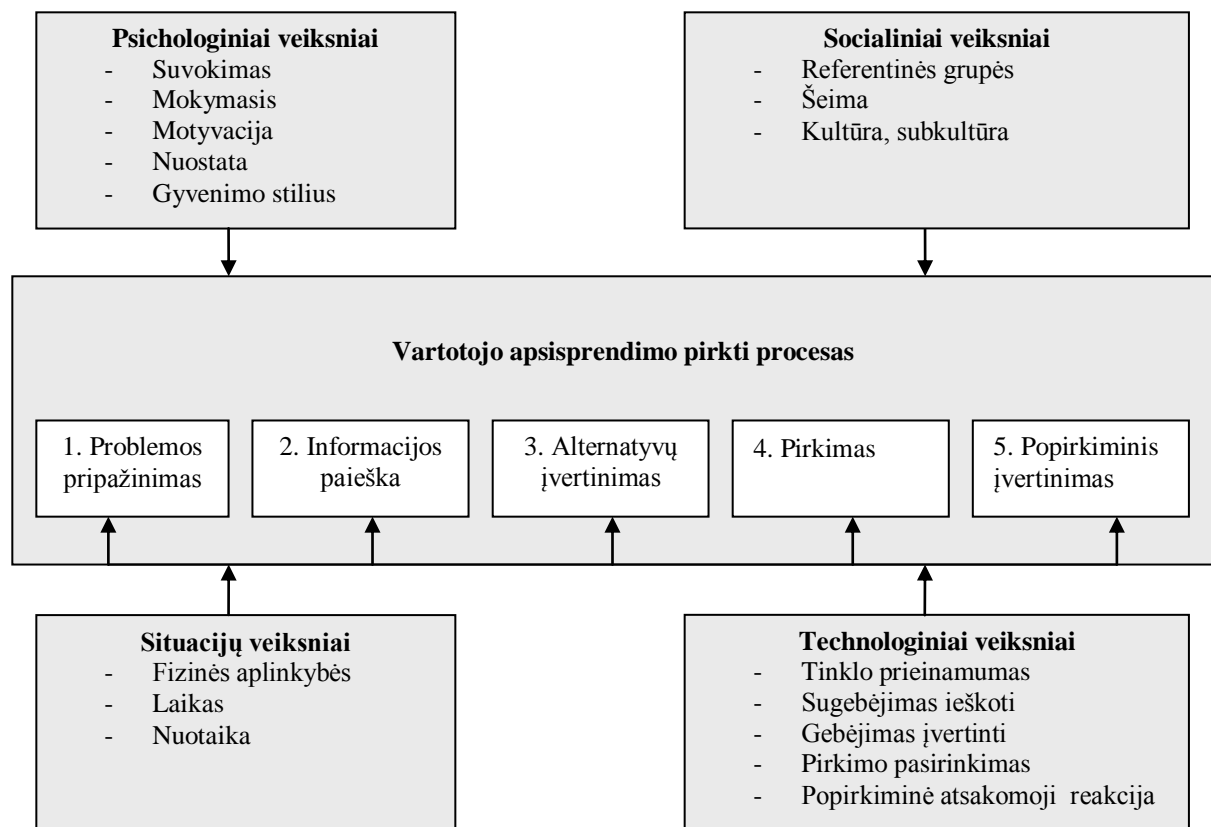 Psichologiniai veiksniai
- Suvokimas
- Mokymasis
- Motyvacija
- Nuostata
- Gyvenimo stilius
Socialiniai veiksniai
- Referentinės grupės
- Šeima
- Kultūra, subkultūra
Vartotojo apsisprendimo pirkti procesas
1. Problemos
pripažinimas
2. Informacijos
paieška
3. Alternatyvų
įvertinimas
4. Pirkimas
5. Popirkiminis
įvertinimas
Situacijų veiksniai
- Fizinės aplinkybės
- Laikas
- Nuotaika
Technologiniai veiksniai
- Tinklo prieinamumas
- Sugebėjimas ieškoti
- Gebėjimas įvertinti
- Pirkimo pasirinkimas
- Popirkiminė atsakomoji reakcija